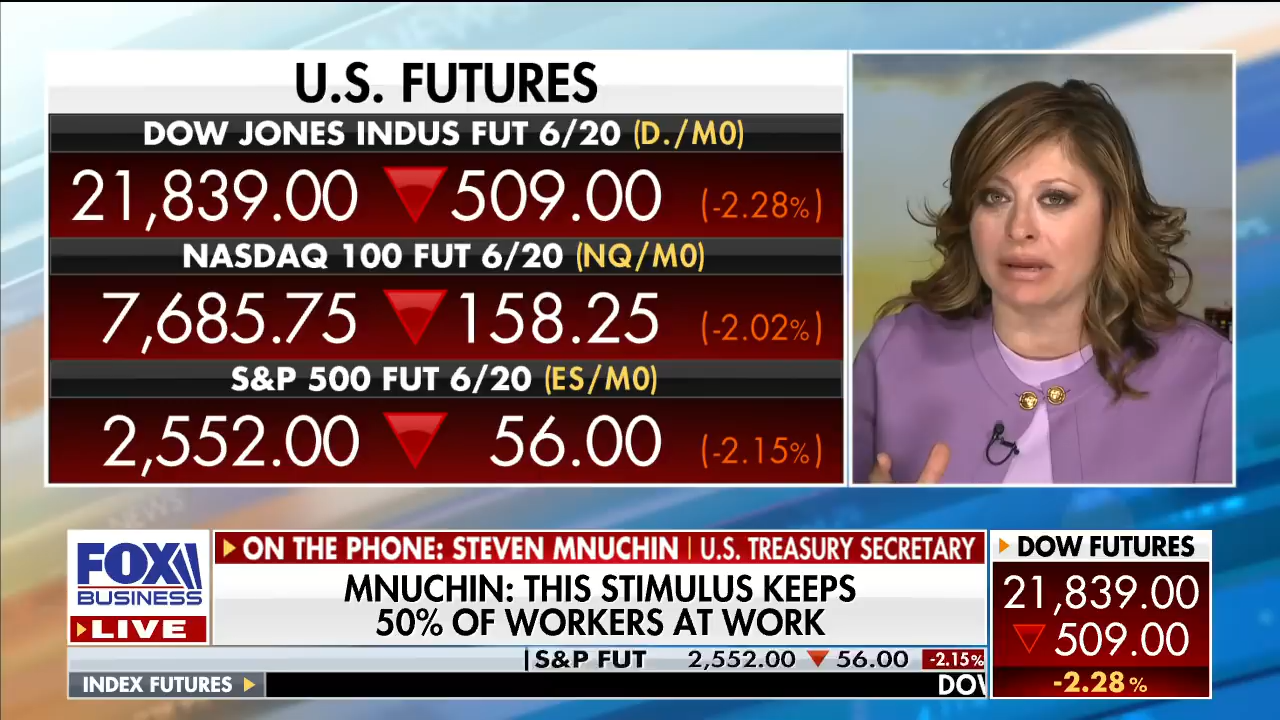 U.S. FUTURES
DOW JONES INDUS FUT 6/20 (D./M0)
21,839.00 ▼ 509.00 (-2.28%)
NASDAQ 100 FUT 6/20 (NQ/M0)
7,685.75 ▼ 158.25 (-2.02%)
S&P 500 FUT 6/20 (ES/M0)
2,552.00 ▼ 56.00 (-2.15%)
FOX
BUSINESS
LIVE
ON THE PHONE: STEVEN MNUCHIN | U.S. TREASURY SECRETARY
MNUCHIN: THIS STIMULUS KEEPS
50% OF WORKERS AT WORK
S&P FUT 2,552.00 ▼ 56.00 -2.15%
INDEX FUTURES
DOW FUTURES
21,839.00
▼ 509.00
-2.28%